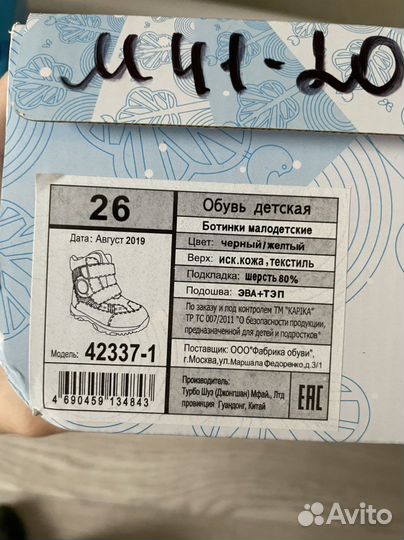 М 41-20
26
Дата: Август 2019
Модель: 42337-1
4 690459 134843
Обувь детская
Ботинки малодетские
Цвет: черный/желтый
Верх: иск.кожа, текстиль
Подкладка: шерсть 80%
Подошва: ЭВА+ТЭП
По заказу и под контролем ТМ "KAPIKA"
ТР ТС 007/2011 "О безопасности продукции,
предназначенной для детей и подростков"
Поставщик: ООО"Фабрика обуви",
г.Москва,ул.Маршала Федоренко,д.3/1
Производитель:
Турбо Шуз (Джонгшан) Мфай., Лтд
провинция Гуандонг, Китай
ЕАС
Avito